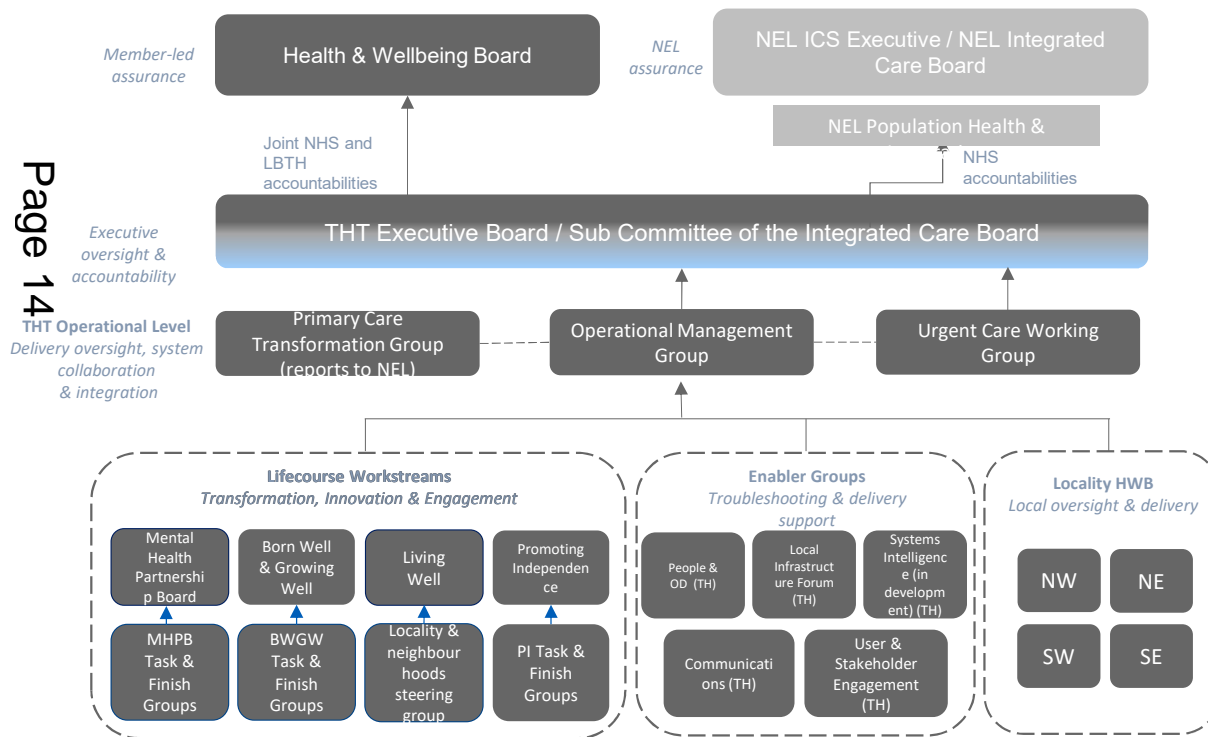 Member-led
assurance
Health & Wellbeing Board
NEL
assurance
NEL ICS Executive / NEL Integrated
Care Board
NEL Population Health &
Joint NHS and
LBTH
accountabilities
NHS
accountabilities
Page 14
Executive
oversight &
accountability
THT Executive Board / Sub Committee of the Integrated Care Board
THT Operational Level
Delivery oversight, system
collaboration
& integration
Primary Care
Transformation Group
(reports to NEL)
Operational Management
Group
Urgent Care Working
Group
Lifecourse Workstreams
Transformation, Innovation & Engagement
Mental
Health
Partnershi
p Board
Born Well
& Growing
Well
Living
Well
Promoting
Independen
ce
MHPB
Task &
Finish
Groups
BWGW
Task &
Finish
Groups
Locality &
neighbour
hoods
steering
group
PI Task &
Finish
Groups
Enabler Groups
Troubleshooting & delivery
support
People &
OD (TH)
Local
Infrastruct
ure Forum
(TH)
Systems
Intelligenc
e (in
developm
ent) (TH)
Communicati
ons (TH)
User &
Stakeholder
Engagement
(TH)
Locality HWB
Local oversight & delivery
NW
NE
SW
SE